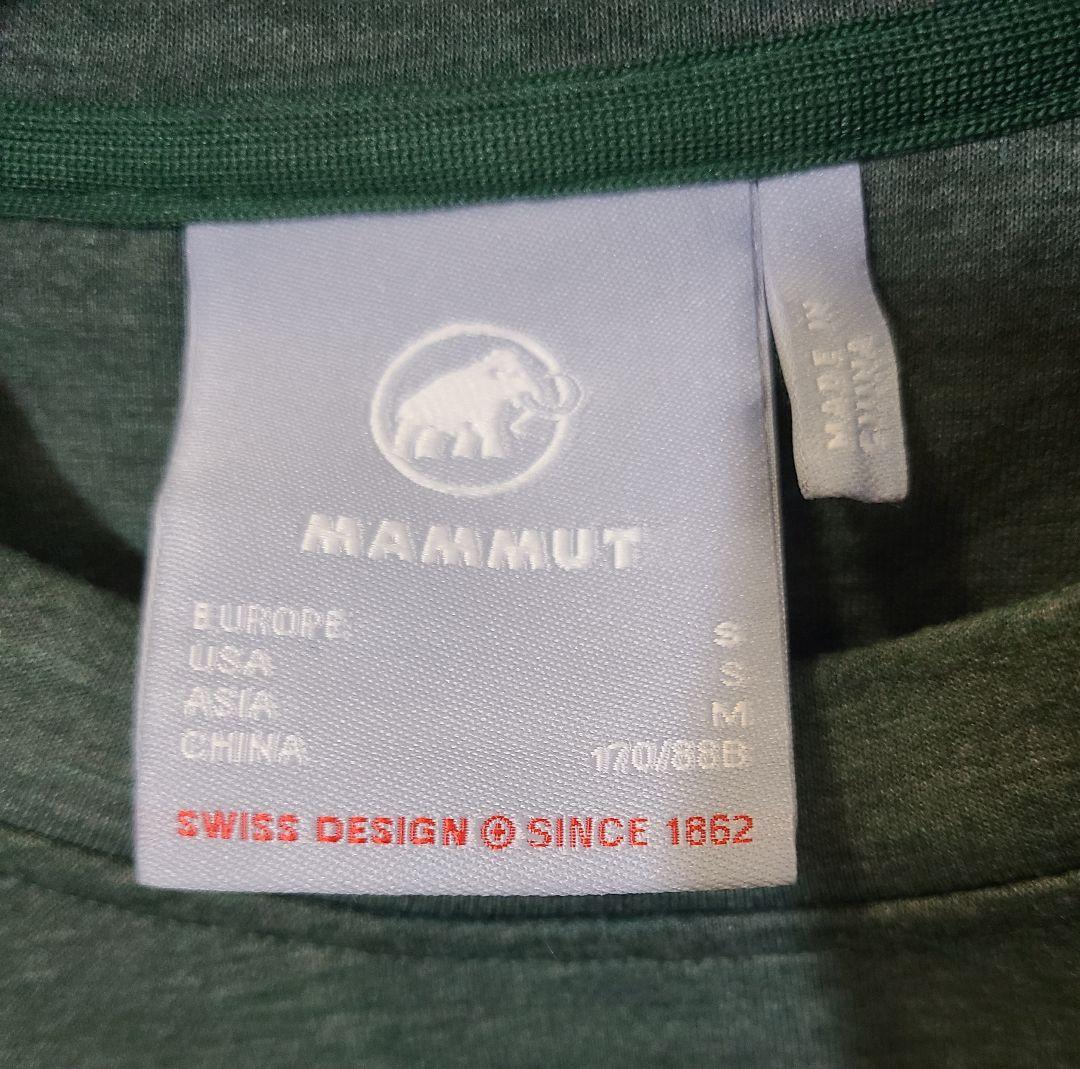 MAMMUT
EUROPE S
USA S
ASIA M
CHINA 170/88B
SWISS DESIGN SINCE 1862
MADE IN
CHINA